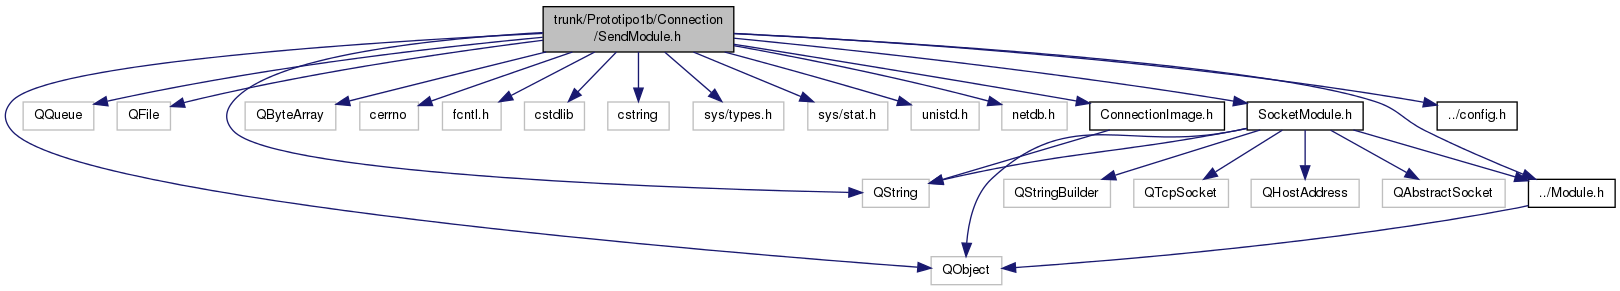 trunk/Prototipo1b/Connection
/SendModule.h
QQueue
QFile
QByteArray
cerrno
fcntl.h
cstdlib
cstring
sys/types.h
sys/stat.h
unistd.h
netdb.h
ConnectionImage.h
SocketModule.h
../config.h
QString
QStringBuilder
QTcpSocket
QHostAddress
QAbstractSocket
../Module.h
QObject